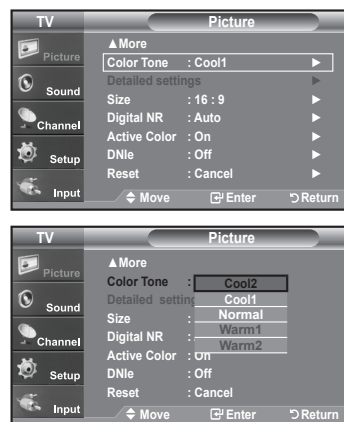 TV Picture
▲More
Picture
Color Tone : Cool1 ►
Detailed settings ►
Sound
Size : 16 : 9 ►
Channel
Digital NR : Auto ►
Active Color : On ►
Setup
DNIe : Off ►
Reset : Cancel ►
Input
Move Enter Return
TV Picture
▲More
Picture
Color Tone : Cool2
Detailed setting Cool1
Sound
Size : Normal
Warm1
Channel
Digital NR : Warm2
Active Color : On
Setup
DNIe : Off
Reset : Cancel
Input
Move Enter Return